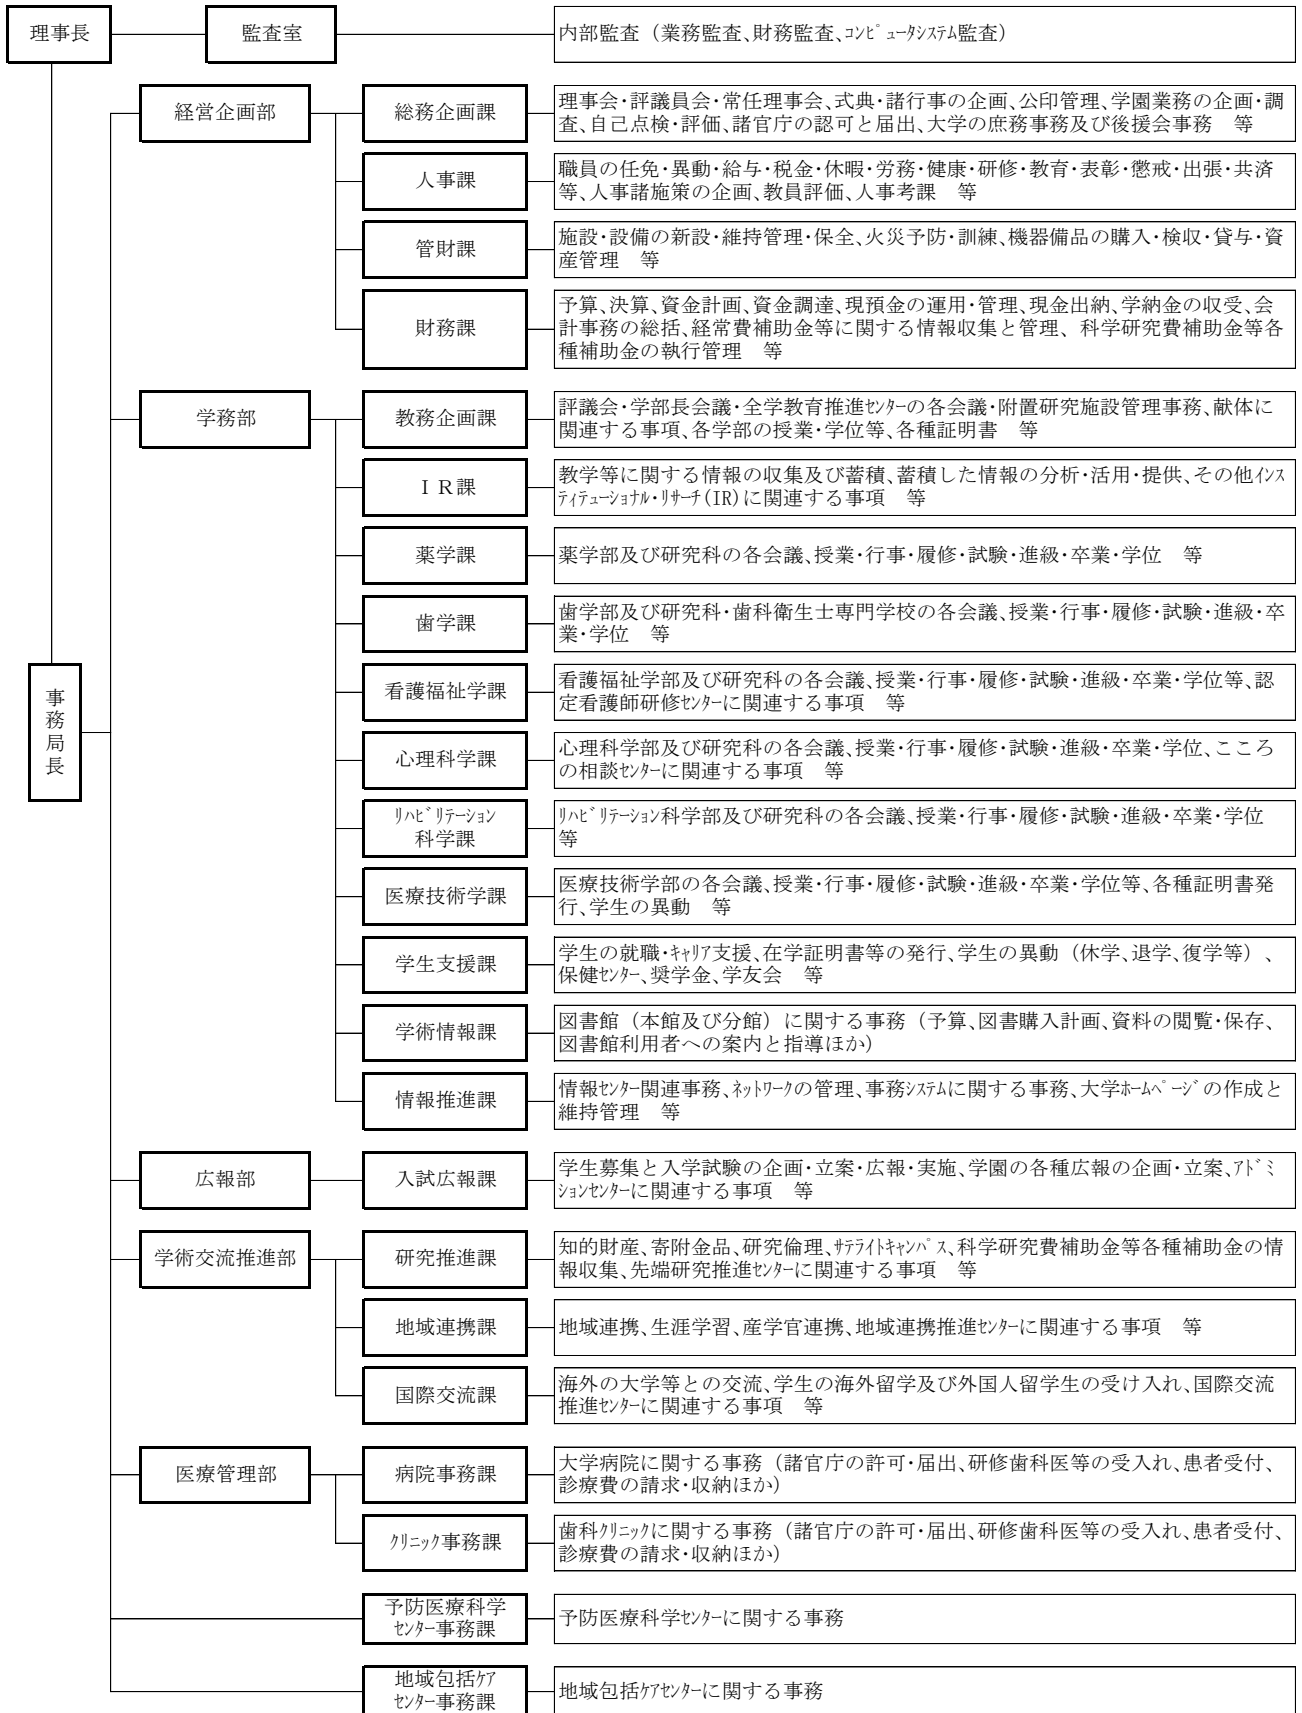 理事長
監査室
内部監査（業務監査、財務監査、ｺﾝﾋﾟｭｰﾀｼｽﾃﾑ監査）
経営企画部
総務企画課
理事会・評議員会・常任理事会、式典・諸行事の企画、公印管理、学園業務の企画・調
査、自己点検・評価、諸官庁の認可と届出、大学の庶務事務及び後援会事務　等
人事課
職員の任免・異動・給与・税金・休暇・労務・健康・研修・教育・表彰・懲戒・出張・共済
等、人事諸施策の企画、教員評価、人事考課　等
管財課
施設・設備の新設・維持管理・保全、火災予防・訓練、機器備品の購入・検収・貸与・資
産管理　等
財務課
予算、決算、資金計画、資金調達、現預金の運用・管理、現金出納、学納金の収受、会
計事務の総括、経常費補助金等に関する情報収集と管理、 科学研究費補助金等各
種補助金の執行管理　等
学務部
教務企画課
評議会・学部長会議・全学教育推進ｾﾝﾀｰの各会議・附置研究施設管理事務、献体に
関連する事項、各学部の授業・学位等、各種証明書　等
ＩＲ課
教学等に関する情報の収集及び蓄積、蓄積した情報の分析・活用・提供、その他ｲﾝｽ
ﾃｨﾃｭｰｼｮﾅﾙ・ﾘｻｰﾁ(IR)に関連する事項　等
薬学課
薬学部及び研究科の各会議、授業・行事・履修・試験・進級・卒業・学位　等
歯学課
歯学部及び研究科・歯科衛生士専門学校の各会議、授業・行事・履修・試験・進級・卒
業・学位　等
看護福祉学課
看護福祉学部及び研究科の各会議、授業・行事・履修・試験・進級・卒業・学位等、認
定看護師研修ｾﾝﾀｰに関連する事項　等
事務局長
心理科学課
心理科学部及び研究科の各会議、授業・行事・履修・試験・進級・卒業・学位、こころ
の相談ｾﾝﾀｰに関連する事項　等
ﾘﾊﾋﾞﾘﾃｰｼｮﾝ
科学課
ﾘﾊﾋﾞﾘﾃｰｼｮﾝ科学部及び研究科の各会議、授業・行事・履修・試験・進級・卒業・学位
等
医療技術学課
医療技術学部の各会議、授業・行事・履修・試験・進級・卒業・学位等、各種証明書発
行、学生の異動　等
学生支援課
学生の就職・ｷｬﾘｱ支援、在学証明書等の発行、学生の異動（休学、退学、復学等）、
保健ｾﾝﾀｰ、奨学金、学友会　等
学術情報課
図書館（本館及び分館）に関する事務（予算、図書購入計画、資料の閲覧・保存、
図書館利用者への案内と指導ほか）
情報推進課
情報ｾﾝﾀｰ関連事務、ﾈｯﾄﾜｰｸの管理、事務ｼｽﾃﾑに関する事務、大学ﾎｰﾑﾍﾟｰｼﾞの作成と
維持管理　等
広報部
入試広報課
学生募集と入学試験の企画・立案・広報・実施、学園の各種広報の企画・立案、ｱﾄﾞﾐ
ｼｮﾝｾﾝﾀｰに関連する事項　等
学術交流推進部
研究推進課
知的財産、寄附金品、研究倫理、ｻﾃﾗｲﾄｷｬﾝﾊﾟｽ、科学研究費補助金等各種補助金の情
報収集、先端研究推進ｾﾝﾀｰに関連する事項　等
地域連携課
地域連携、生涯学習、産学官連携、地域連携推進ｾﾝﾀｰに関連する事項　等
国際交流課
海外の大学等との交流、学生の海外留学及び外国人留学生の受け入れ、国際交流
推進ｾﾝﾀｰに関連する事項　等
医療管理部
病院事務課
大学病院に関する事務（諸官庁の許可・届出、研修歯科医等の受入れ、患者受付、
診療費の請求・収納ほか）
ｸﾘﾆｯｸ事務課
歯科ｸﾘﾆｯｸに関する事務（諸官庁の許可・届出、研修歯科医等の受入れ、患者受付、
診療費の請求・収納ほか）
予防医療科学
ｾﾝﾀｰ事務課
予防医療科学ｾﾝﾀｰに関する事務
地域包括ｹｱ
ｾﾝﾀｰ事務課
地域包括ｹｱｾﾝﾀｰに関する事務